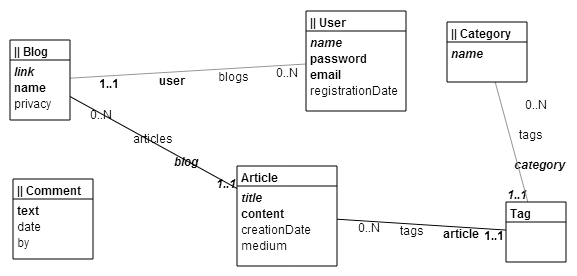 || Blog
link
name
privacy
|| User
name
password
email
registrationDate
|| Category
name
1..1
user
blogs
0..N
0..N
articles
blog
1..1
0..N
tags
category
1..1
|| Comment
text
date
by
Article
title
content
creationDate
medium
0..N
tags
article
1..1
Tag